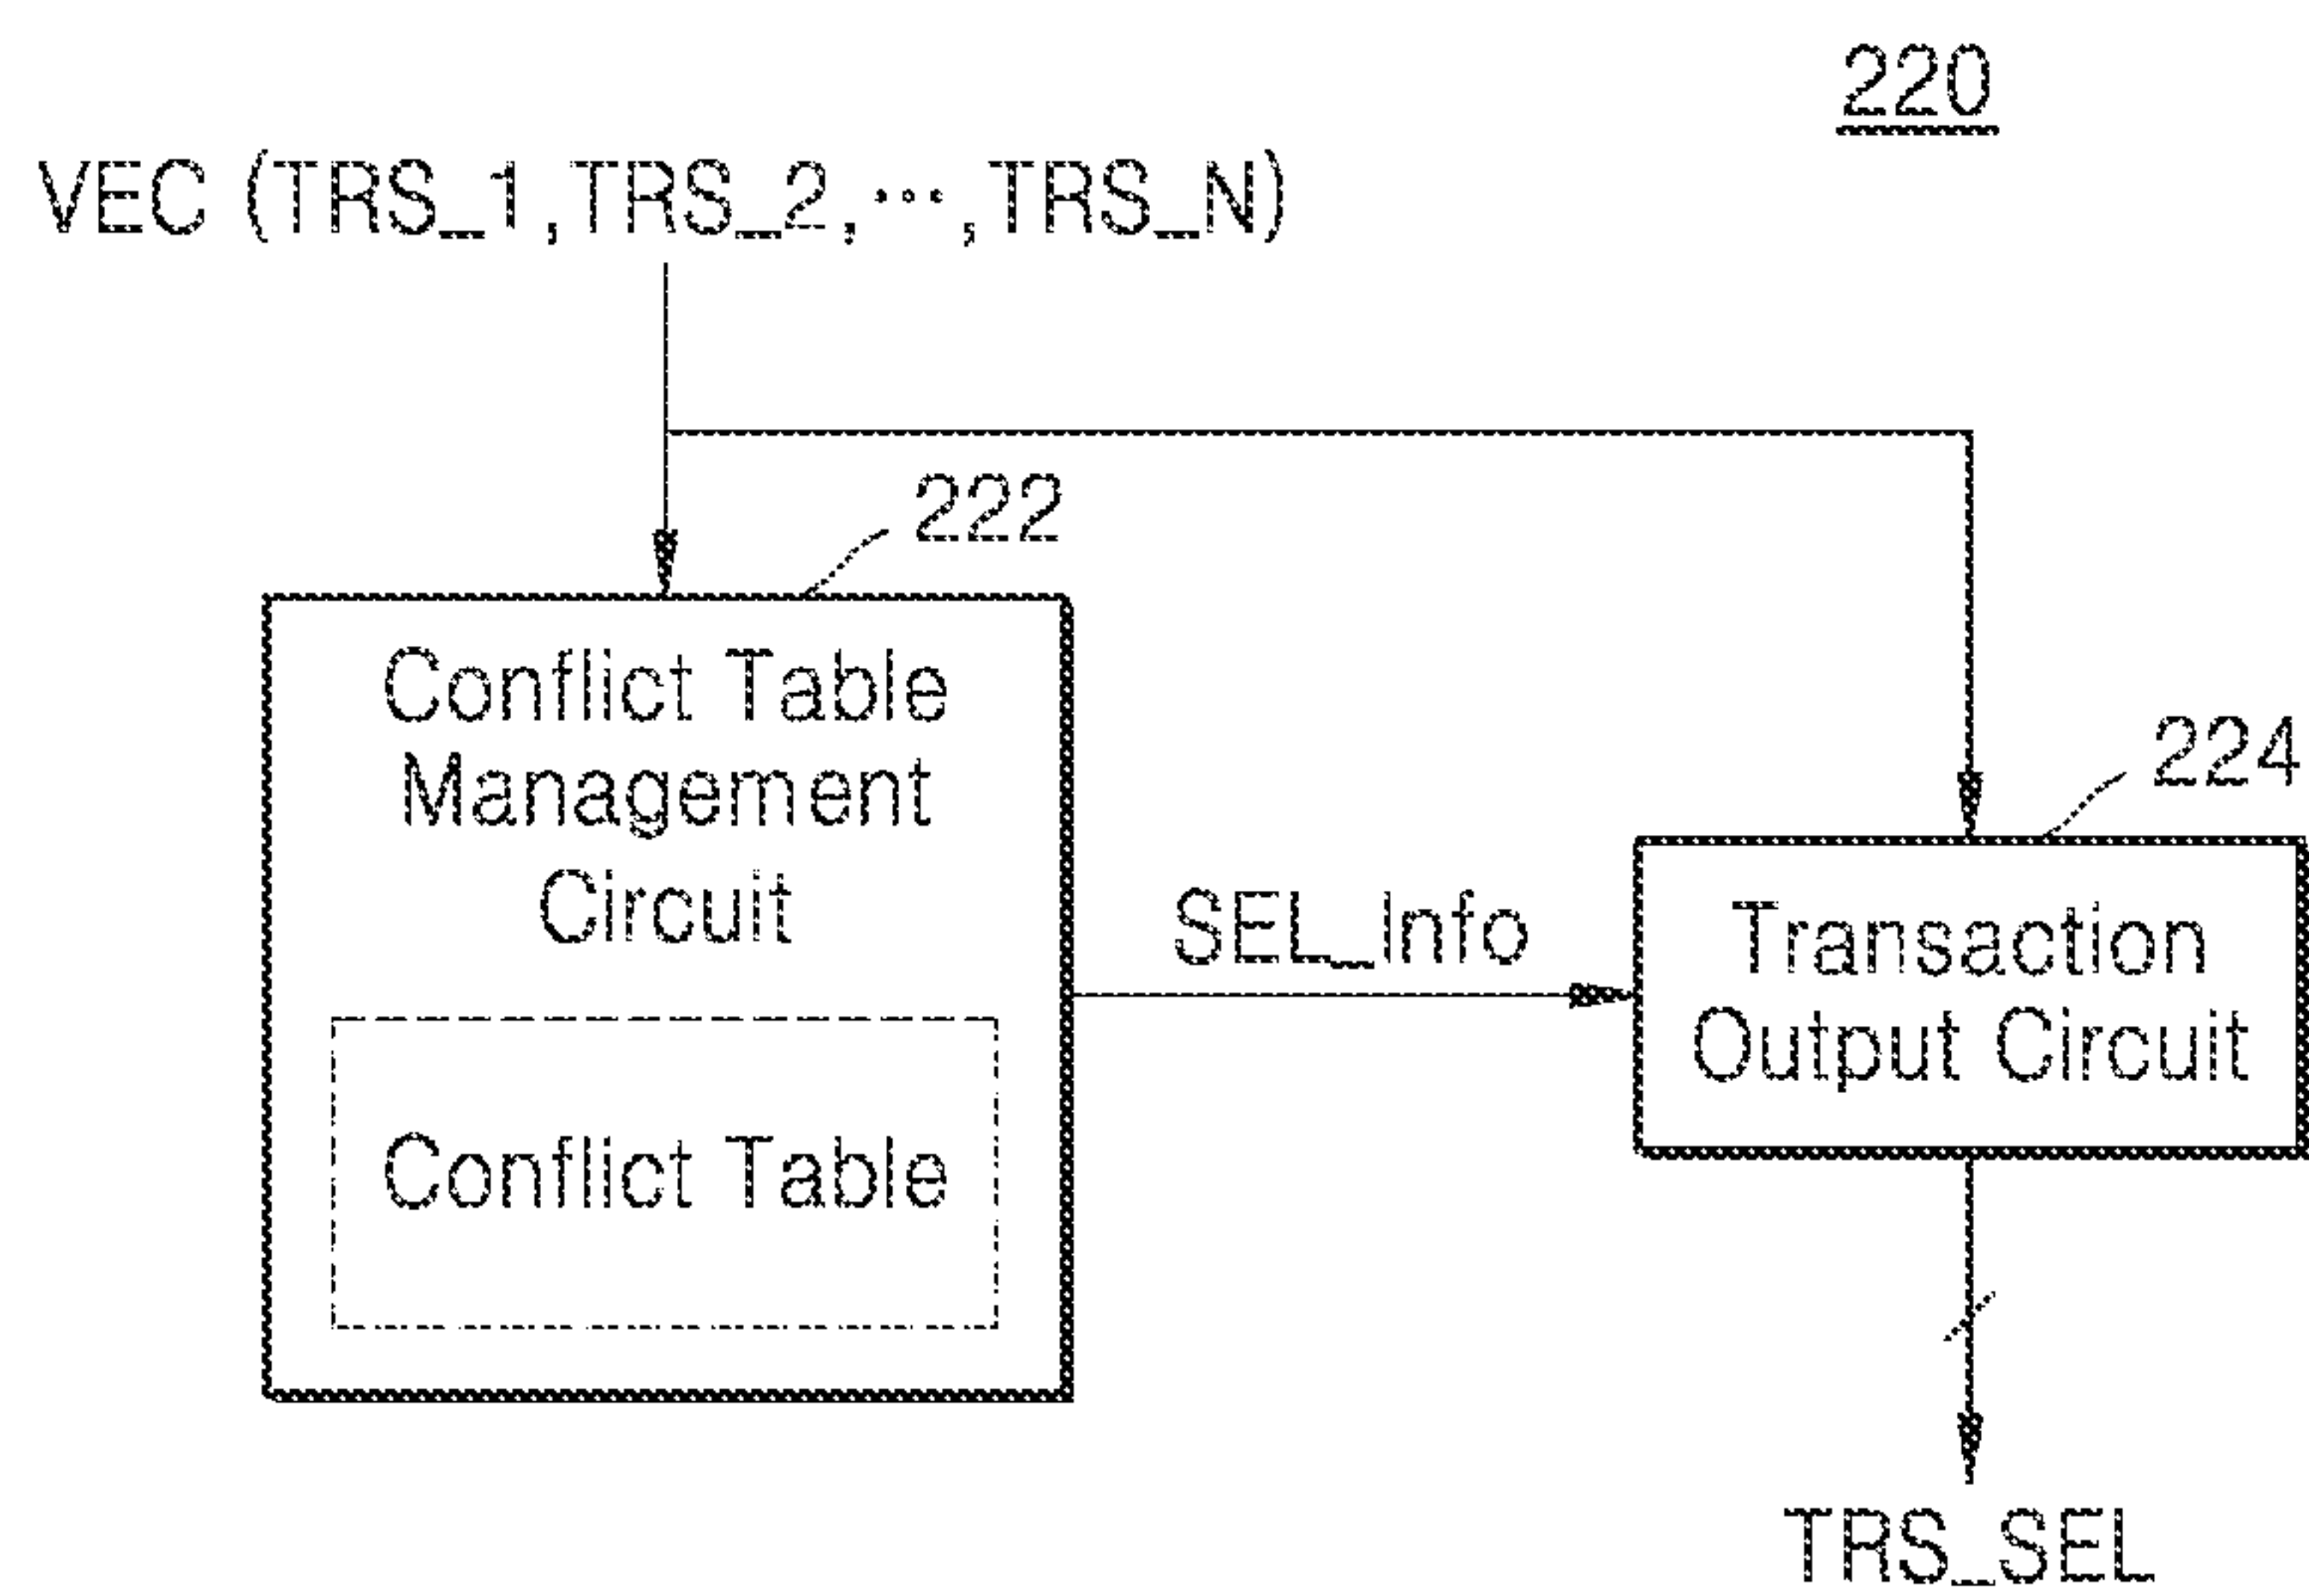 220
VEC (TRS_1,TRS_2,···,TRS_N)
222
Conflict Table
Management
Circuit
224
SEL_Info
Transaction
Output Circuit
Conflict Table
TRS_SEL